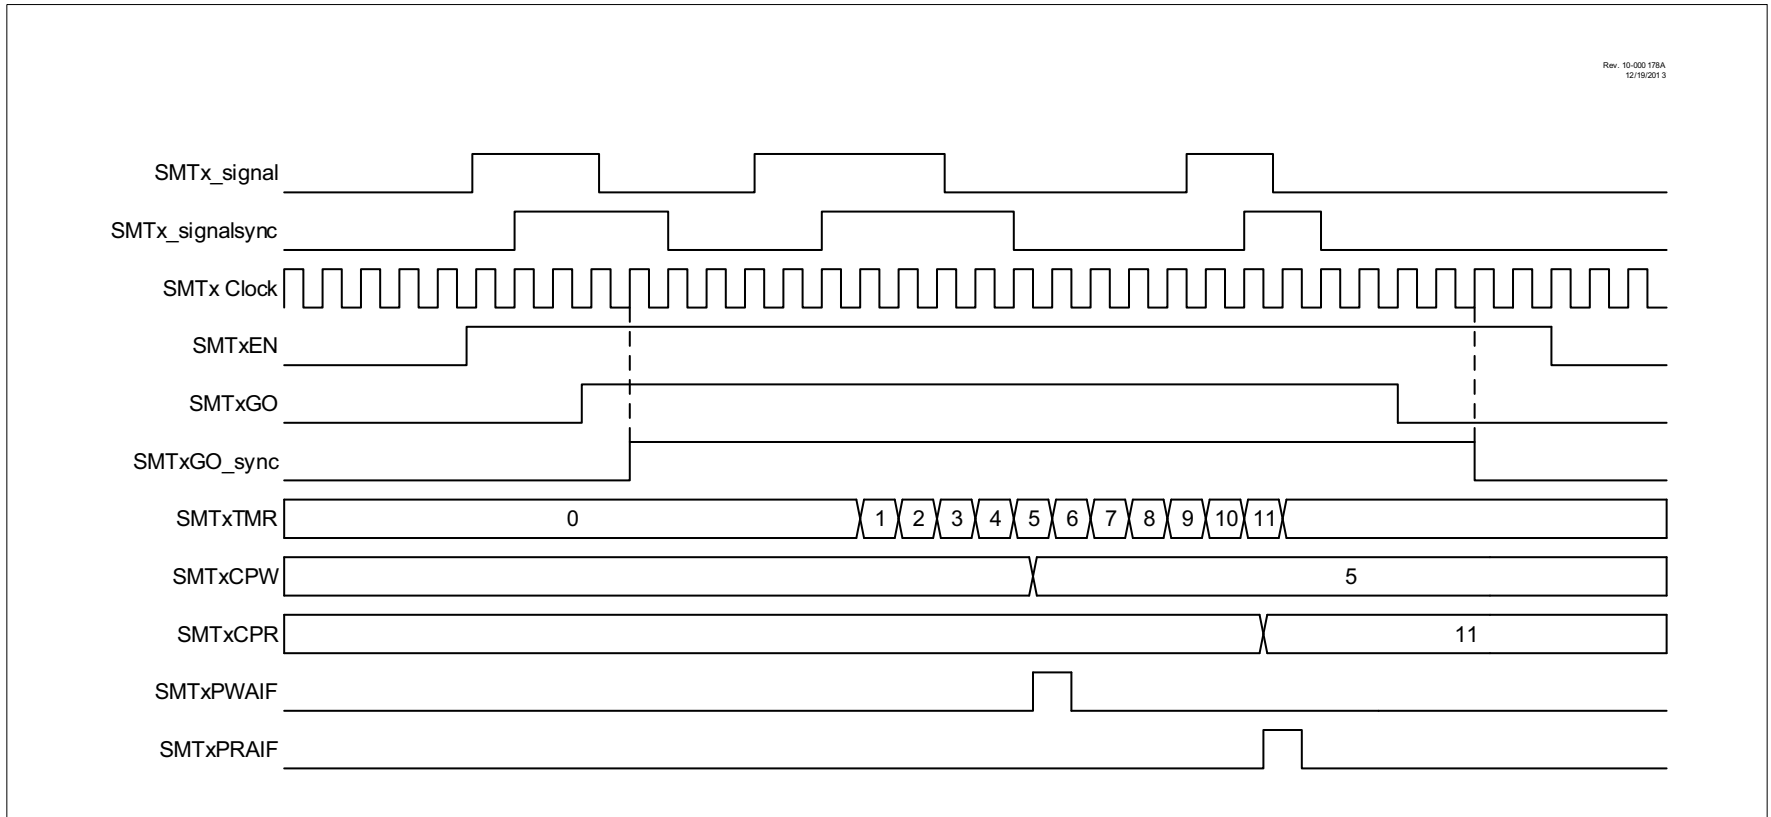 Rev. 10-000 178A
12/19/201 3
SMTx_signal
SMTx_signalsync
SMTx Clock
SMTxEN
SMTxGO
SMTxGO_sync
SMTxTMR 0 1 2 3 4 5 6 7 8 9 10 11
SMTxCPW 5
SMTxCPR 11
SMTxPWAIF
SMTxPRAIF